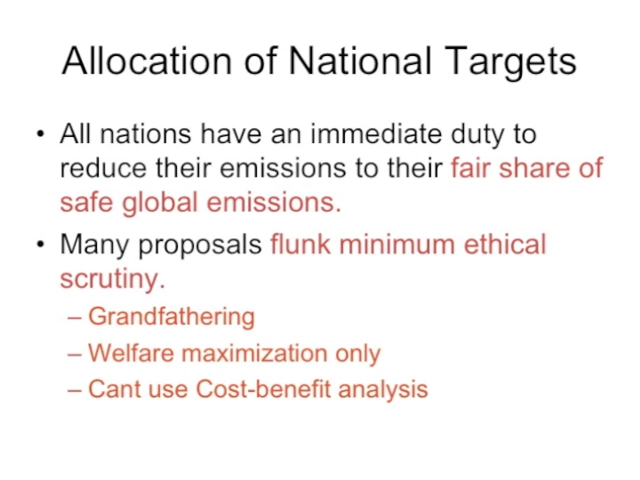 Allocation of National Targets
• All nations have an immediate duty to
reduce their emissions to their fair share of
safe global emissions.
• Many proposals flunk minimum ethical
scrutiny.
– Grandfathering
– Welfare maximization only
– Cant use Cost-benefit analysis